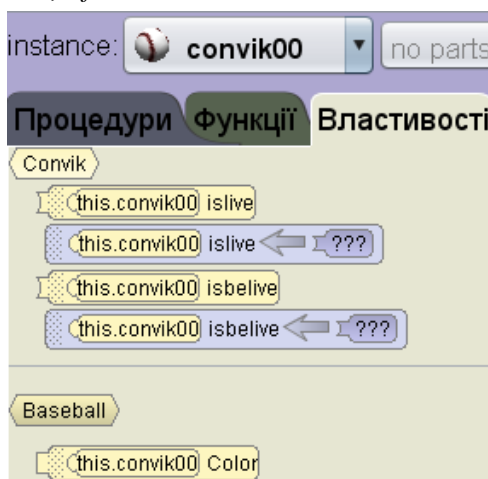 instance: convik00 no parts
Процедури Функції Властивості
Convik
this.convik00 islive
this.convik00 islive ???
this.convik00 isbelive
this.convik00 isbelive ???
Baseball
this.convik00 Color